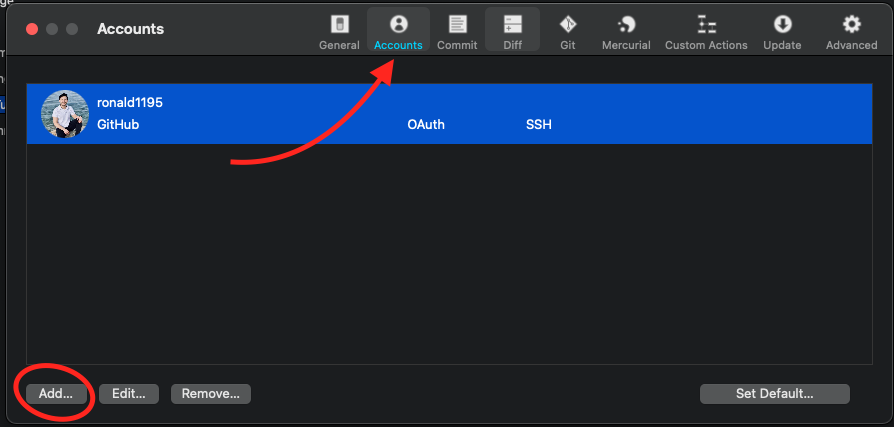 Accounts
General
Accounts
Commit
Diff
Git
Mercurial
Custom Actions
Update
Advanced
ronald1195
GitHub OAuth SSH
Add... Edit... Remove... Set Default...